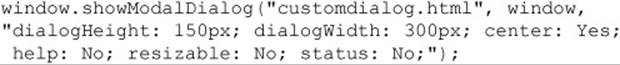 window.showModalDialog("customdialog.html", window,
"dialogHeight: 150px; dialogWidth: 300px; center: Yes;
help: No; resizable: No; status: No;");